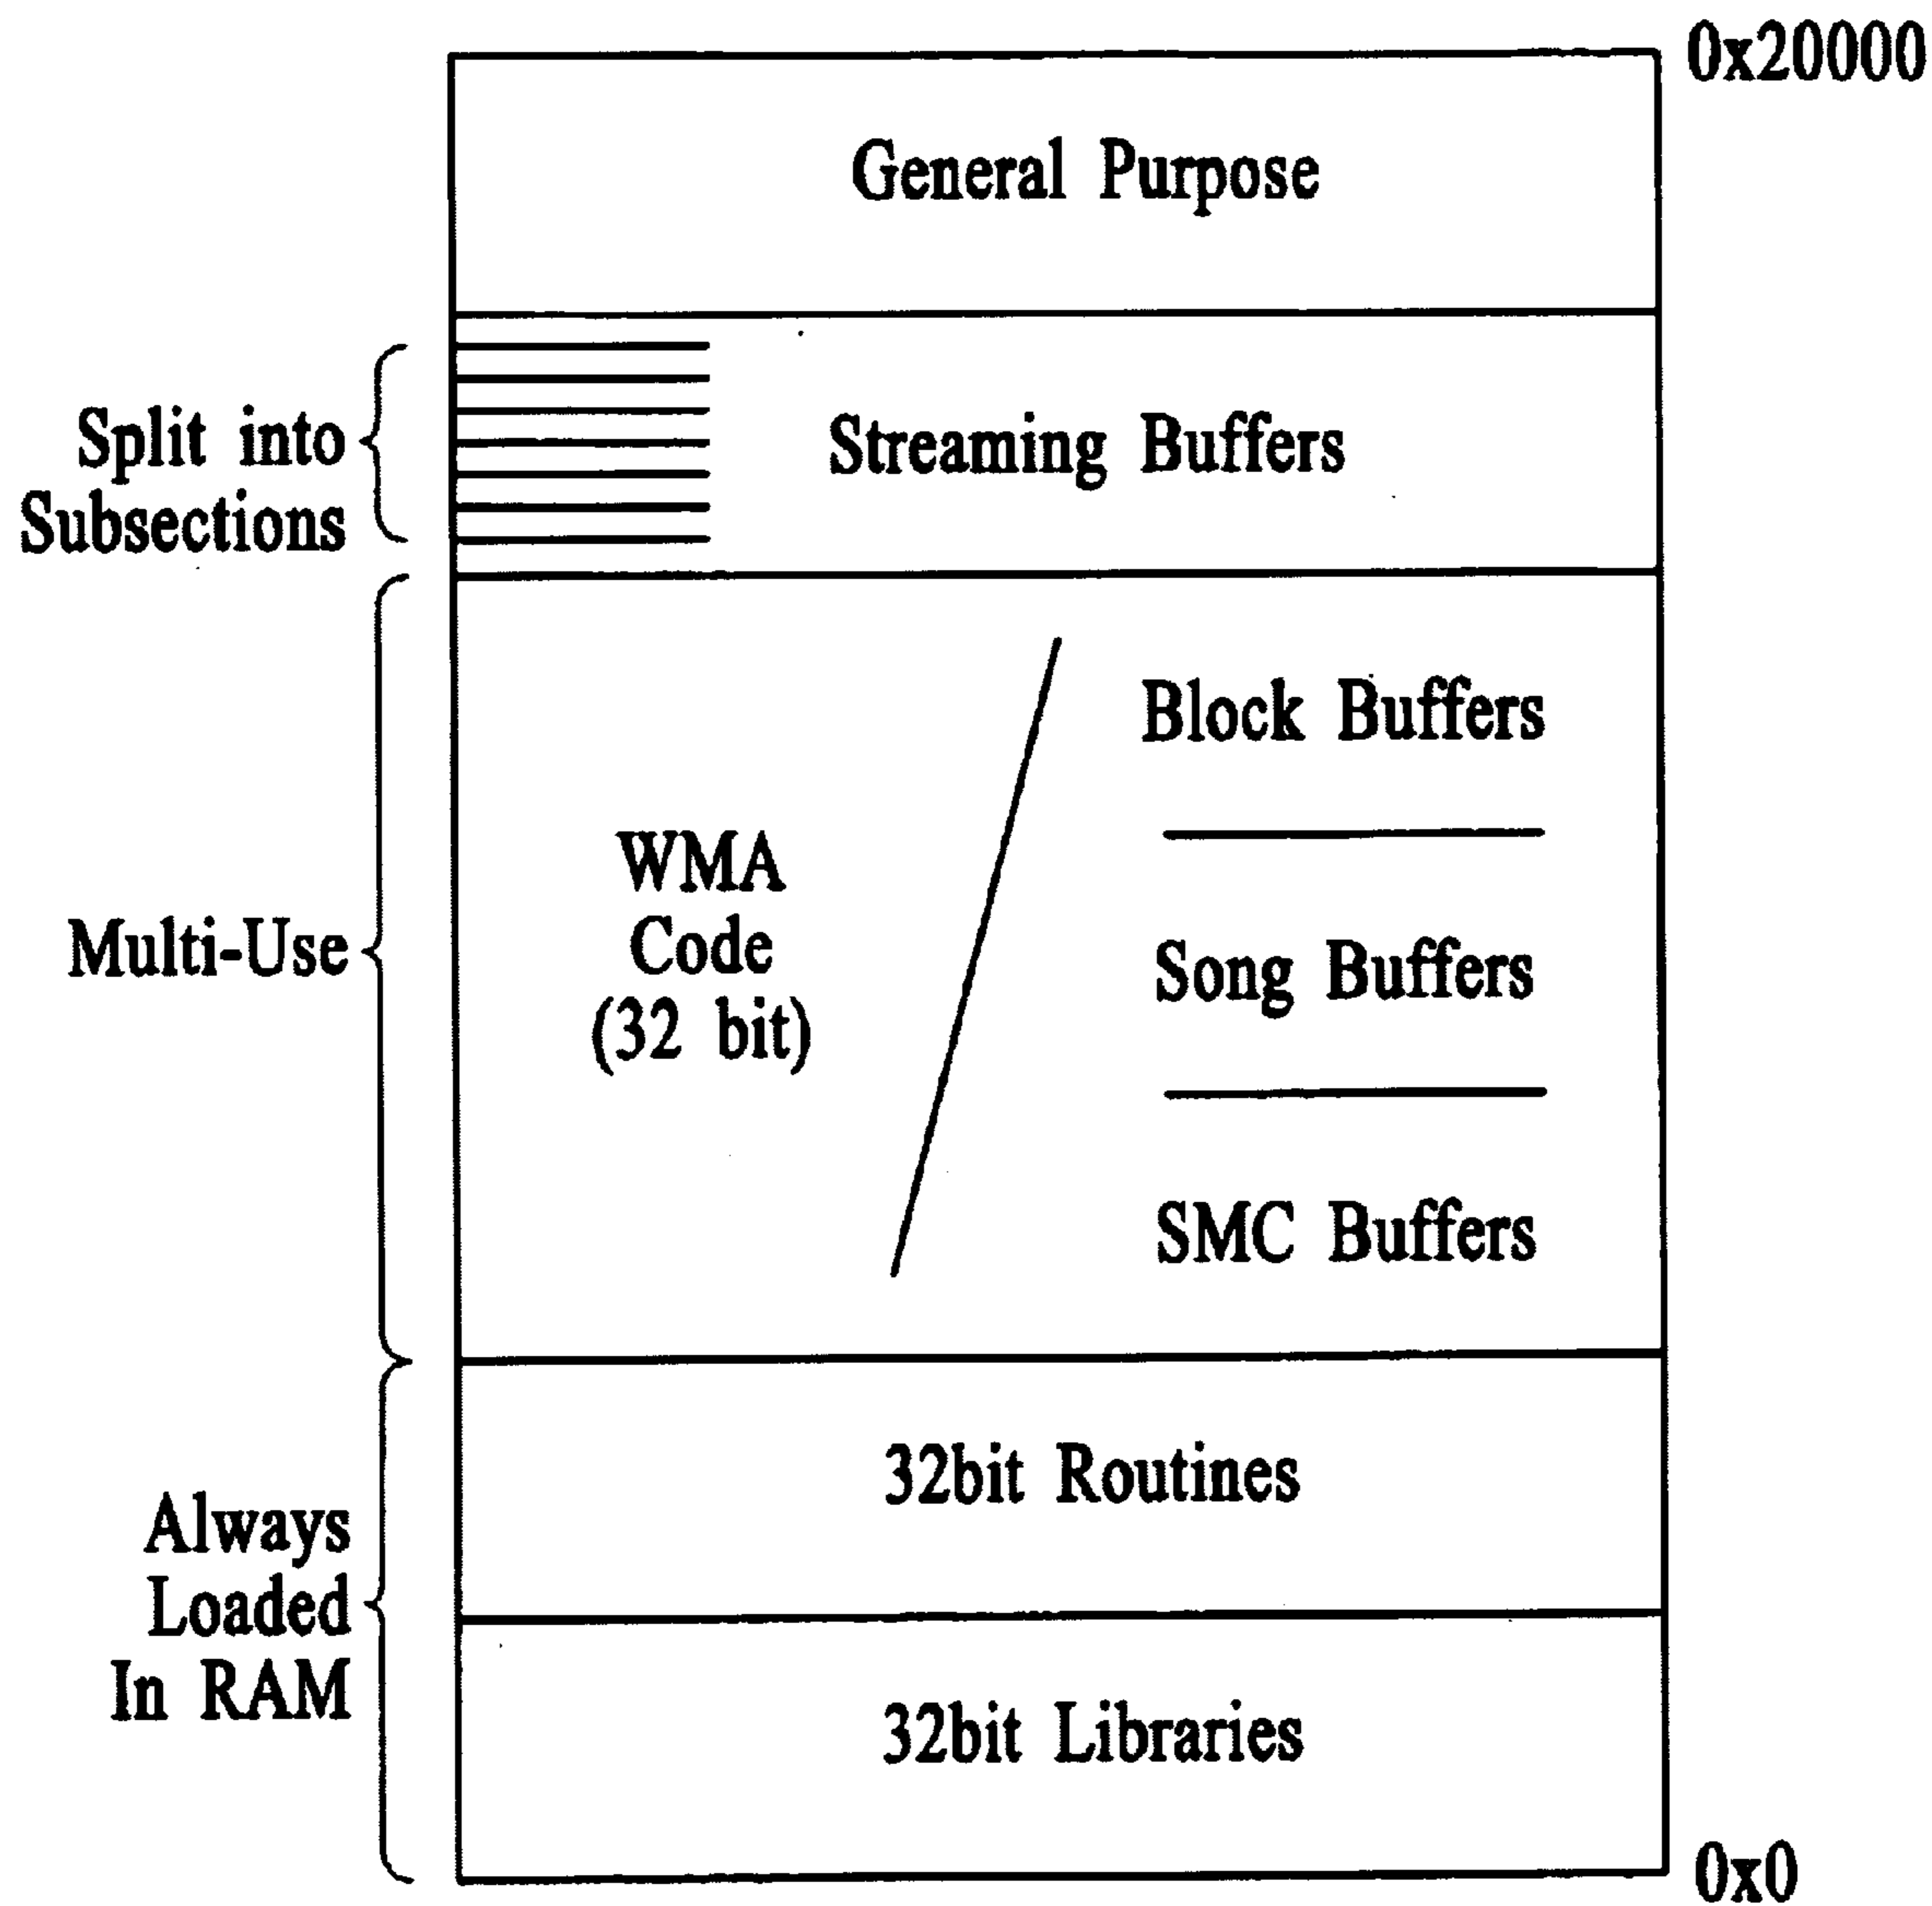 0x20000
General Purpose
Split into
Subsections
Streaming Buffers
Multi-Use
WMA
Code
(32 bit)
Block Buffers
Song Buffers
SMC Buffers
Always
Loaded
In RAM
32bit Routines
32bit Libraries
0x0